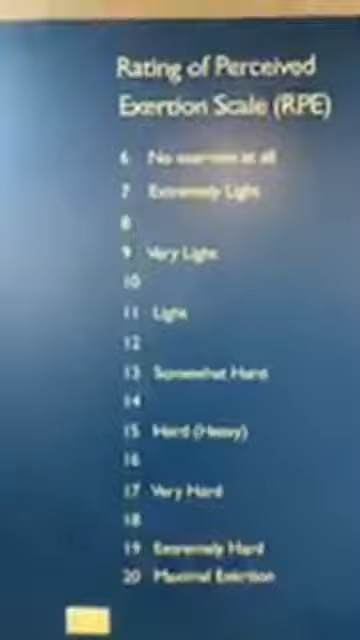 Rating of Perceived
Exertion Scale (RPE)
6 No exertion at all
7 Extremely Light
8
9 Very Light
10
11 Light
12
13 Somewhat Hard
14
15 Hard (Heavy)
16
17 Very Hard
18
19 Extremely Hard
20 Maximal Exertion